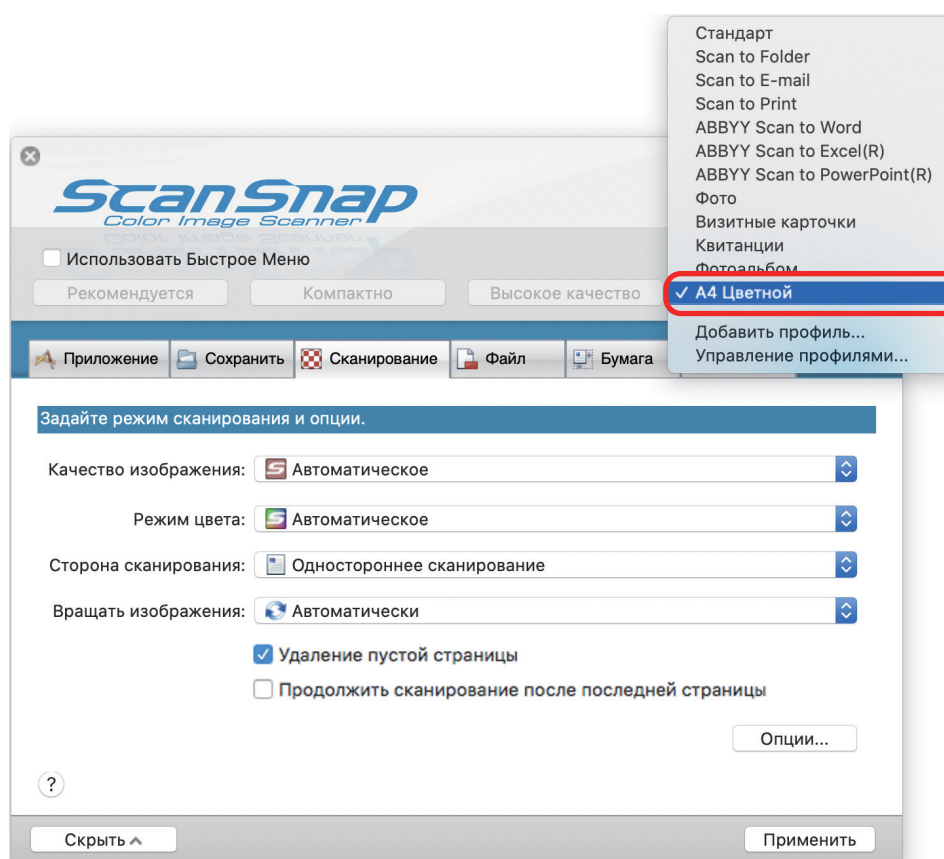 Стандарт
Scan to Folder
Scan to E-mail
Scan to Print
ABBYY Scan to Word
ABBYY Scan to Excel(R)
ABBYY Scan to PowerPoint(R)
Фото
Визитные карточки
Квитанции
Фотоальбом
✓ А4 Цветной
Добавить профиль...
Управление профилями...
ScanSnap
Color Image Scanner
Использовать Быстрое Меню
Рекомендуется Компактно Высокое качество
Приложение Сохранить Сканирование Файл Бумага
Задайте режим сканирования и опции.
Качество изображения: Автоматическое
Режим цвета: Автоматическое
Сторона сканирования: Одностороннее сканирование
Вращать изображения: Автоматически
Удаление пустой страницы
Продолжить сканирование после последней страницы
Опции...
?
Скрыть Применить